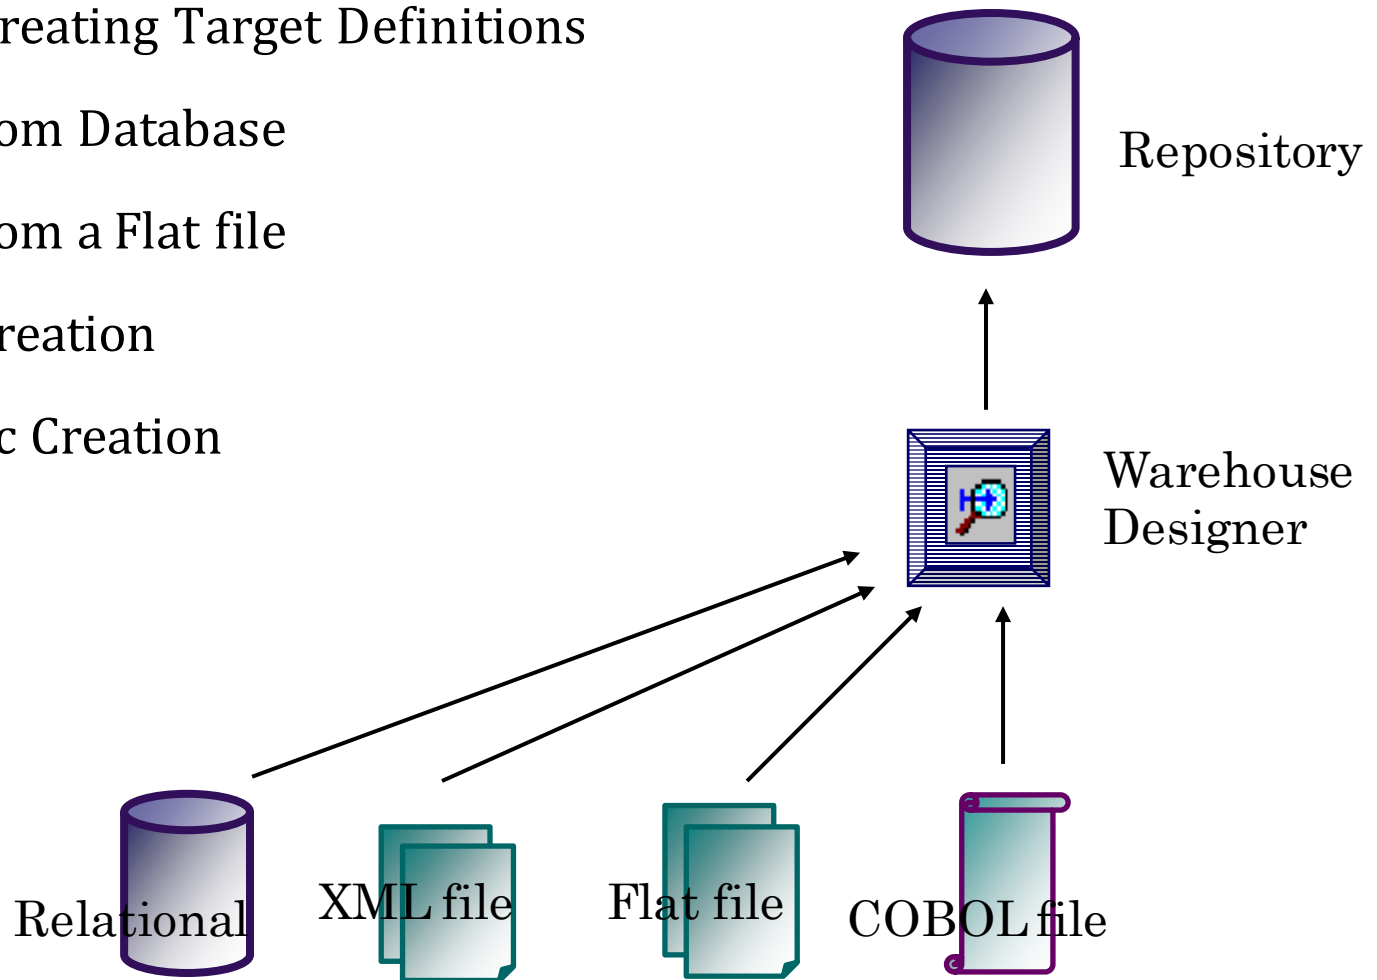 reating Target Definitions
om Database
om a Flat file
reation
c Creation
Repository
Warehouse
Designer
Relational
XML file
Flat file
COBOL file